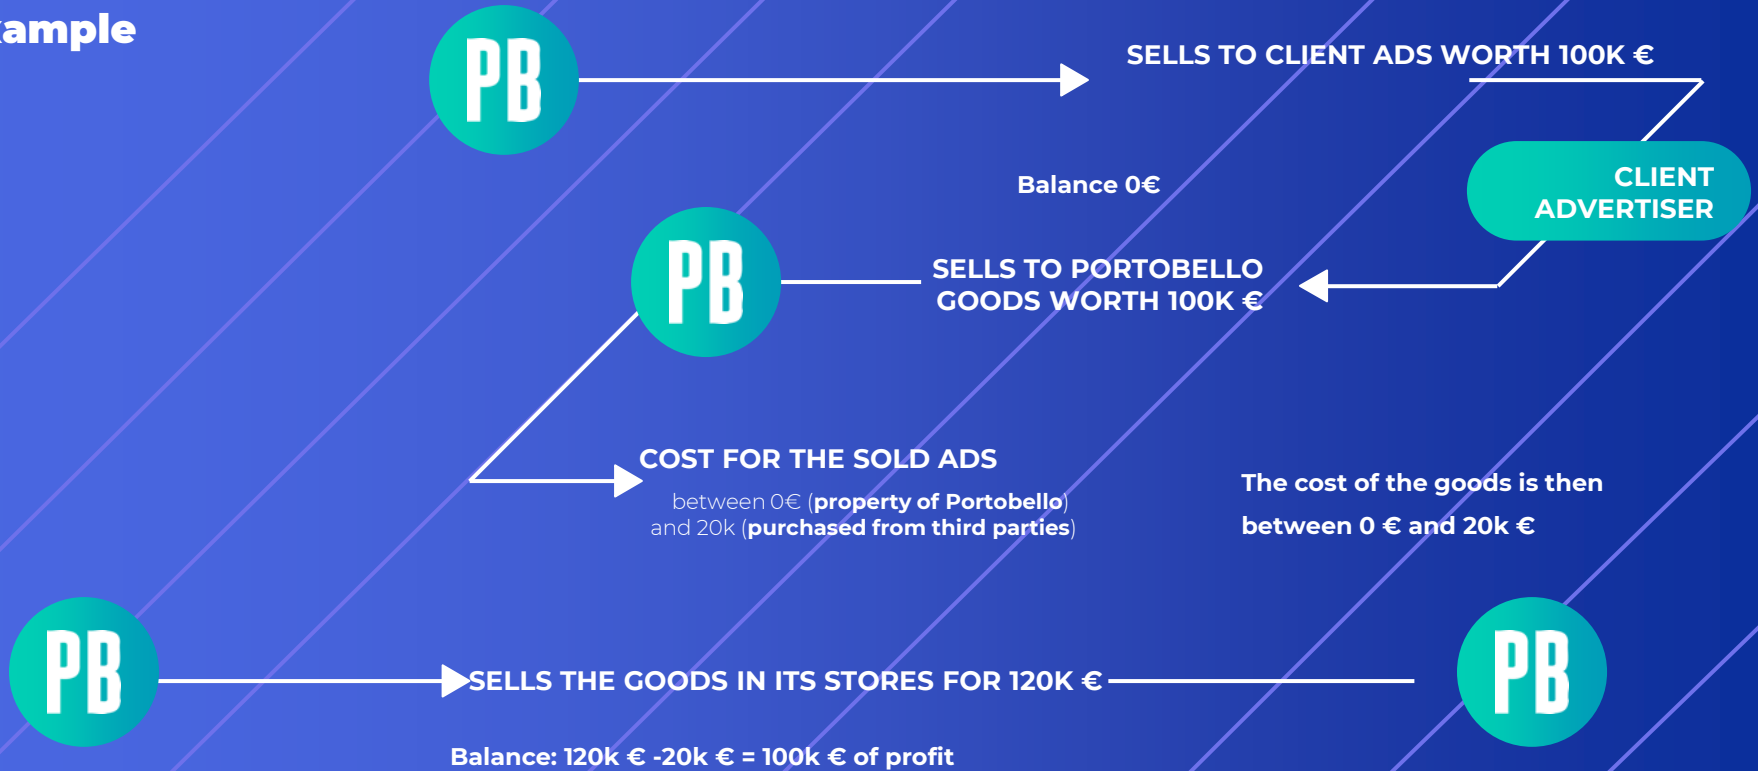 ample
PB
SELLS TO CLIENT ADS WORTH 100K €
CLIENT
ADVERTISER
Balance 0€
PB
SELLS TO PORTOBELLO
GOODS WORTH 100K €
COST FOR THE SOLD ADS
between 0€ (property of Portobello)
and 20k (purchased from third parties)
The cost of the goods is then
between 0 € and 20k €
PB
SELLS THE GOODS IN ITS STORES FOR 120K €
PB
Balance: 120k € -20k € = 100k € of profit